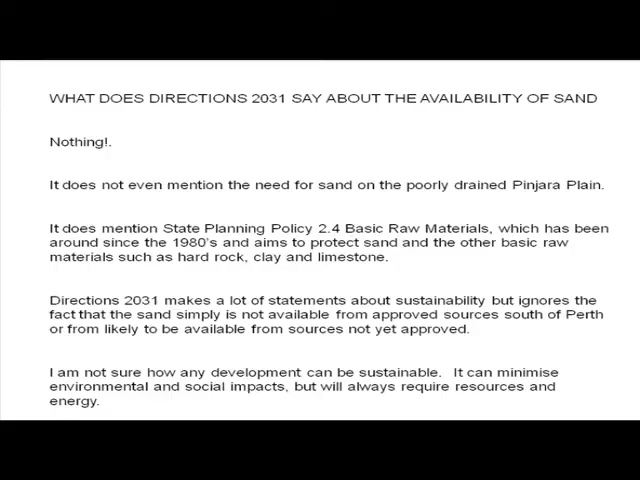 WHAT DOES DIRECTIONS 2031 SAY ABOUT THE AVAILABILITY OF SAND
Nothing!.
It does not even mention the need for sand on the poorly drained Pinjara Plain.
It does mention State Planning Policy 2.4 Basic Raw Materials, which has been
around since the 1980's and aims to protect sand and the other basic raw
materials such as hard rock, clay and limestone.
Directions 2031 makes a lot of statements about sustainability but ignores the
fact that the sand simply is not available from approved sources south of Perth
or from likely to be available from sources not yet approved.
I am not sure how any development can be sustainable.  It can minimise
environmental and social impacts, but will always require resources and
energy.